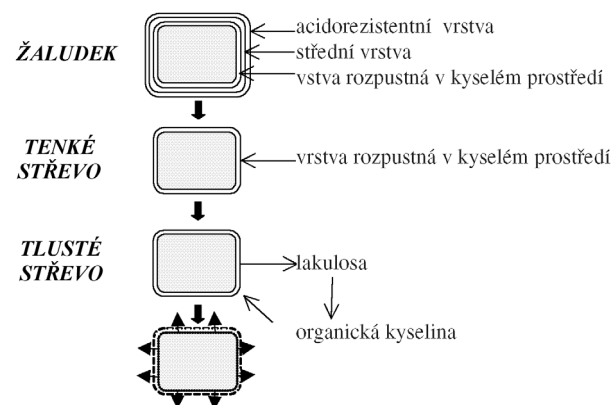 ŽALUDEK
acidorezistentní vrstva
střední vrstva
vstva rozpustná v kyselém prostředí
TENKÉ
STŘEVO
vrstva rozpustná v kyselém prostředí
TLUSTÉ
STŘEVO
lakulosa
organická kyselina